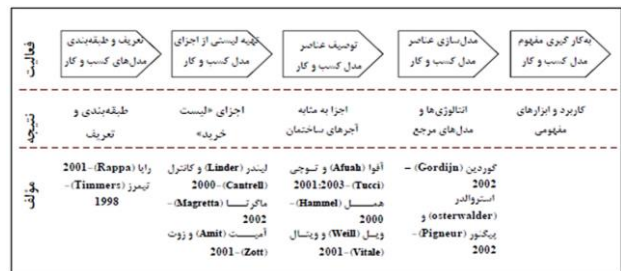 فعالیت
تعریف و طبقه‌بندی
مدل‌های کسب و کار
تهیه لیستی از اجزای
مدل کسب و کار
توصیف عناصر
مدل کسب و کار
مدل‌سازی عناصر
مدل کسب و کار
به‌کار گیری مفهوم
مدل کسب و کار
نتیجه
طبقه‌بندی و
تعریف
اجزای «لیست
خرید»
اجزا به مثابه
آجرهای ساختمان
انتالوژی‌ها و
مدل‌های مرجع
کاربرد و ابزارهای
مفهومی
مؤلف
راپا (Rappa)–2001
تیمرز (Timmers)–
1998
لیندر (Linder) و کانترل
(Cantrell)–2000
ماگرتا (Magretta)–
2002
آمیت (Amit) و زوت
(Zott)–2001
آفوا (Afuah) و توچی
(Tucci)–2001:2003
همل (Hammel)–
2000
ویل (Weill) و ویتال
(Vitale)–2001
گوردین (Gordijn) –
2002
استروالدر
(osterwalder) و
پیگنور (Pigneur)–
2002